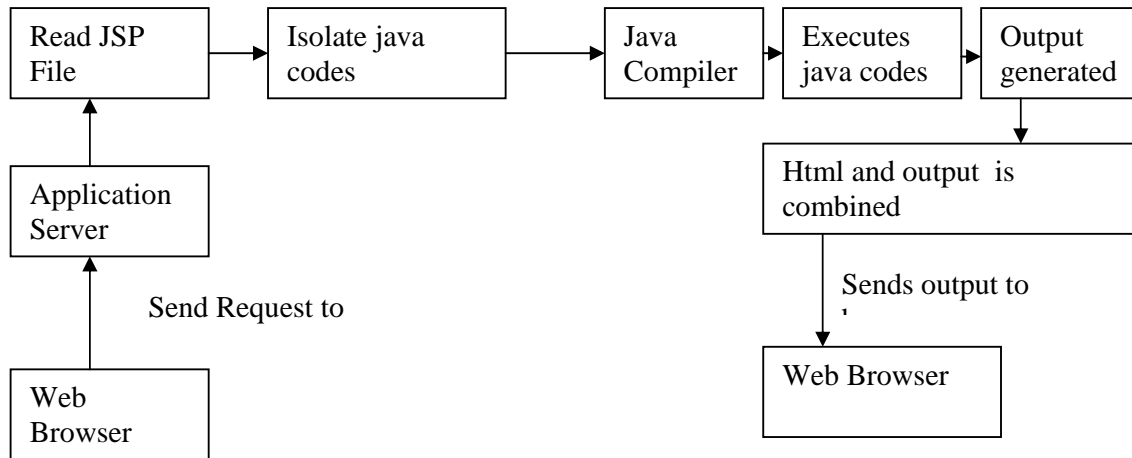 Read JSP
File
Isolate java
codes
Java
Compiler
Executes
java codes
Output
generated
Application
Server
Html and output is
combined
Send Request to
Sends output to
Web
Browser
Web Browser